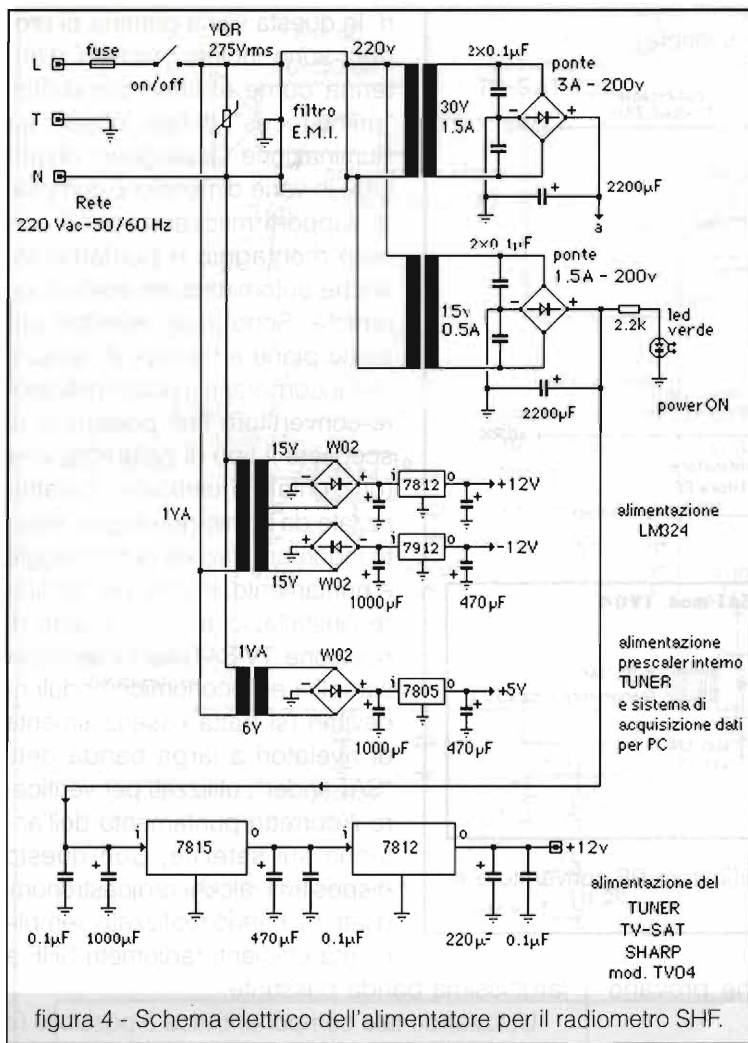 VDR
275Vrms
L
fuse
on/off
T
N
Rete
220 Vac-50/60 Hz
filtro
E.M.I.
220v
30V
1.5A
2×0.1µF
ponte
3A - 200v
2200µF
a
2×0.1µF
ponte
1.5A - 200v
15v
0.5A
2200µF
2.2k
led
verde
power ON
15V
W02
i
7812
o
+12V
1VA
i
7912
o
-12V
15V
W02
1000µF
470µF
alimentazione
LM324
1VA
W02
i
7805
o
+5V
6V
1000µF
470µF
alimentazione
prescaler interno
TUNER
e sistema di
acquisizione dati
per PC
i
7815
o
i
7812
o
+12v
0.1µF
1000µF
470µF
0.1µF
220µF
0.1µF
alimentazione del
TUNER
TV-SAT
SHARP
mod. TV04
figura 4 - Schema elettrico dell'alimentatore per il radiometro SHF.